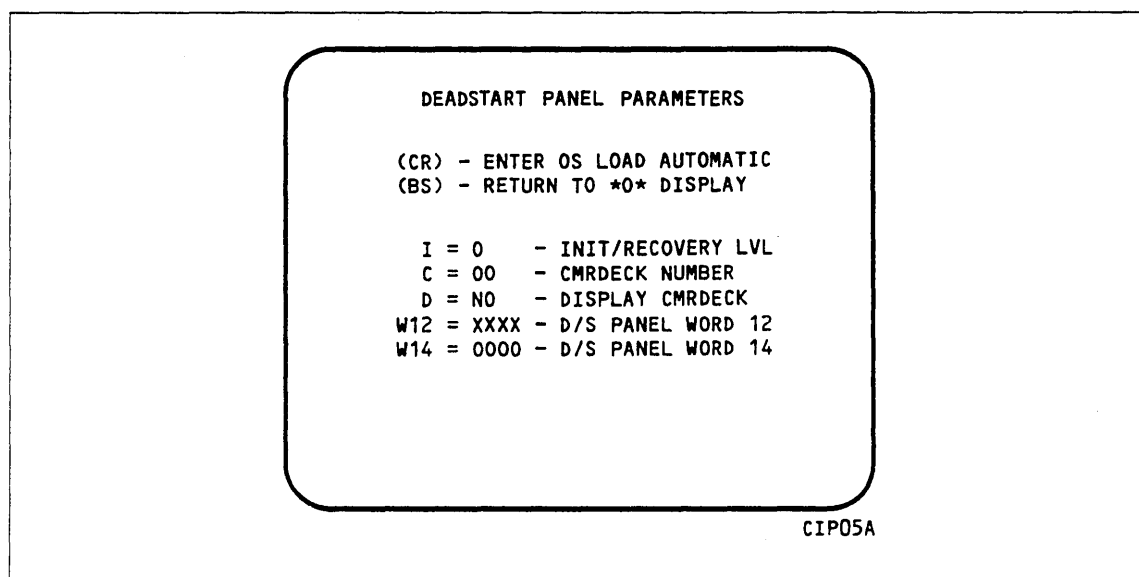 DEADSTART PANEL PARAMETERS
(CR) - ENTER OS LOAD AUTOMATIC
(BS) - RETURN TO *O* DISPLAY
I = 0 - INIT/RECOVERY LVL
C = 00 - CMRDECK NUMBER
D = NO - DISPLAY CMRDECK
W12 = XXXX - D/S PANEL WORD 12
W14 = 0000 - D/S PANEL WORD 14
CIP05A